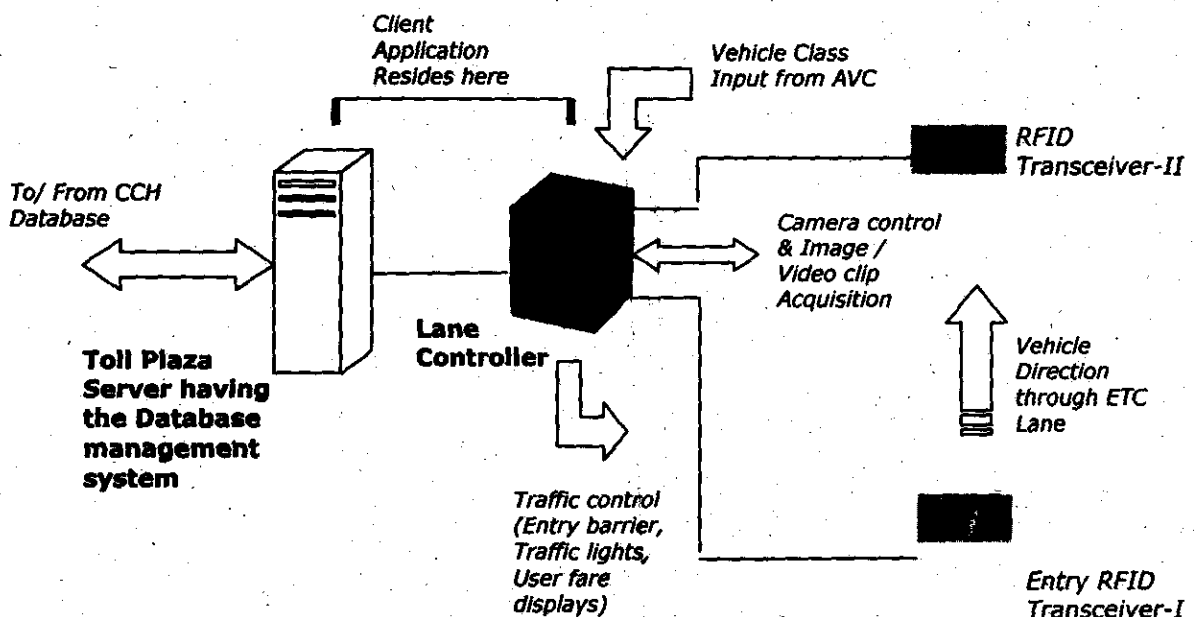 Client
Application
Resides here
Vehicle Class
Input from AVC
RFID
Transceiver-II
To/ From CCH
Database
Camera control
& Image /
Video clip
Acquisition
Lane
Controller
Toll Plaza
Server having
the Database
management
system
Vehicle
Direction
through ETC
Lane
Traffic control
(Entry barrier,
Traffic lights,
User fare
displays)
Entry RFID
Transceiver-I